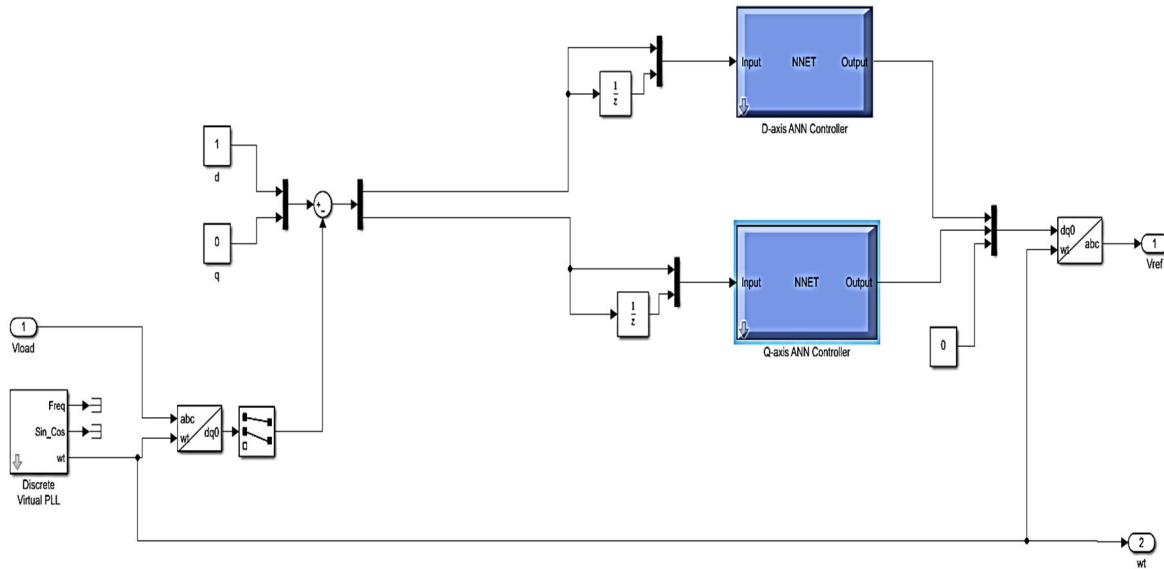 Input
NNET
Output
1
z
D-axis ANN Controller
1
d
+
-
0
q
dq0
wt
abc
1
Vref
Input
NNET
Output
1
z
1
Vload
0
Q-axis ANN Controller
Freq
Sin_Cos
wt
abc
wt
dq0
Discrete
Virtual PLL
2
wt